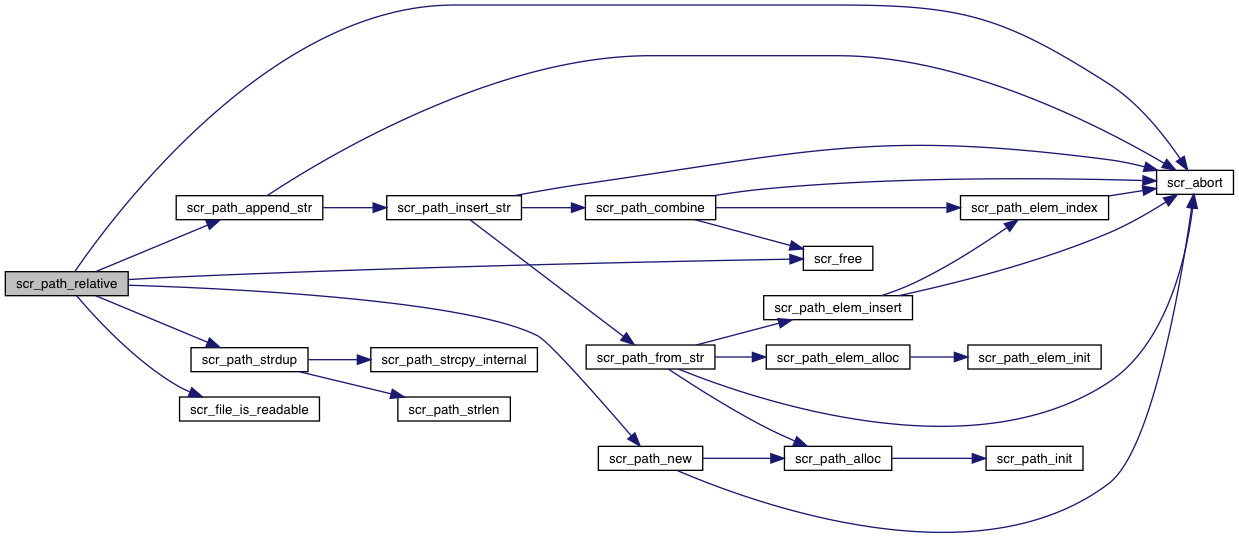 scr_path_relative
scr_path_append_str
scr_path_strdup
scr_file_is_readable
scr_path_insert_str
scr_path_strcpy_internal
scr_path_strlen
scr_path_combine
scr_path_from_str
scr_path_new
scr_free
scr_path_elem_insert
scr_path_elem_alloc
scr_path_alloc
scr_path_elem_index
scr_path_elem_init
scr_path_init
scr_abort